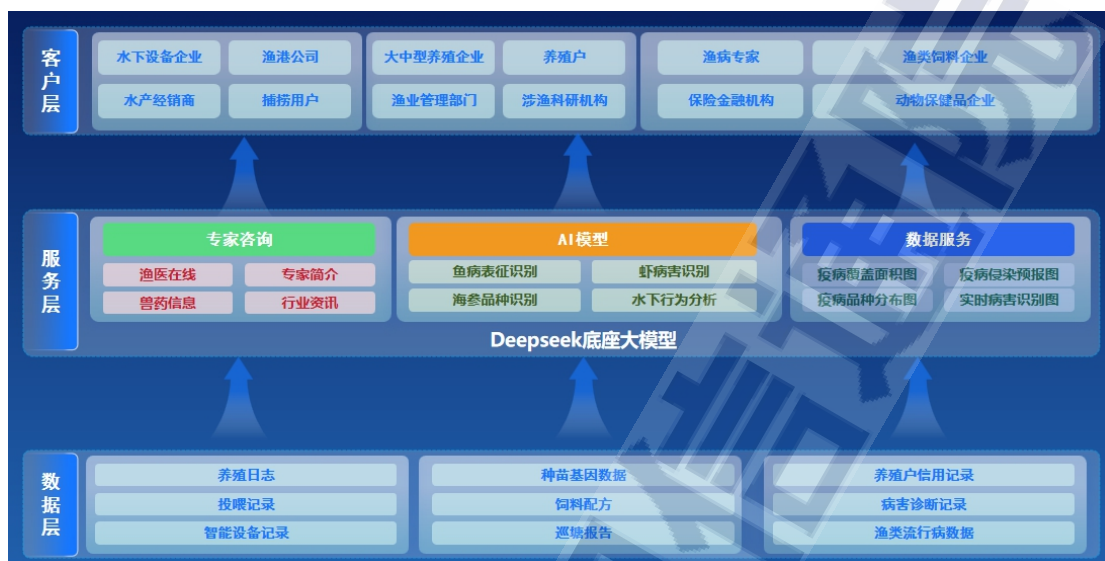 客户层
水下设备企业 渔港公司 大中型养殖企业 养殖户 渔病专家 渔类饲料企业
水产经销商 捕捞用户 渔业管理部门 涉渔科研机构 保险金融机构 动物保健品企业
服务层
专家咨询 AI模型 数据服务
渔医在线 专家简介 鱼病表征识别 虾病害识别 疫病覆盖面积图 疫病侵染预报图
兽药信息 行业资讯 海参品种识别 水下行为分析 疫病品种分布图 实时病害识别图
Deepseek底座大模型
数据层
养殖日志 种苗基因数据 养殖户信用记录
投喂记录 饲料配方 病害诊断记录
智能设备记录 巡塘报告 渔类流行病数据